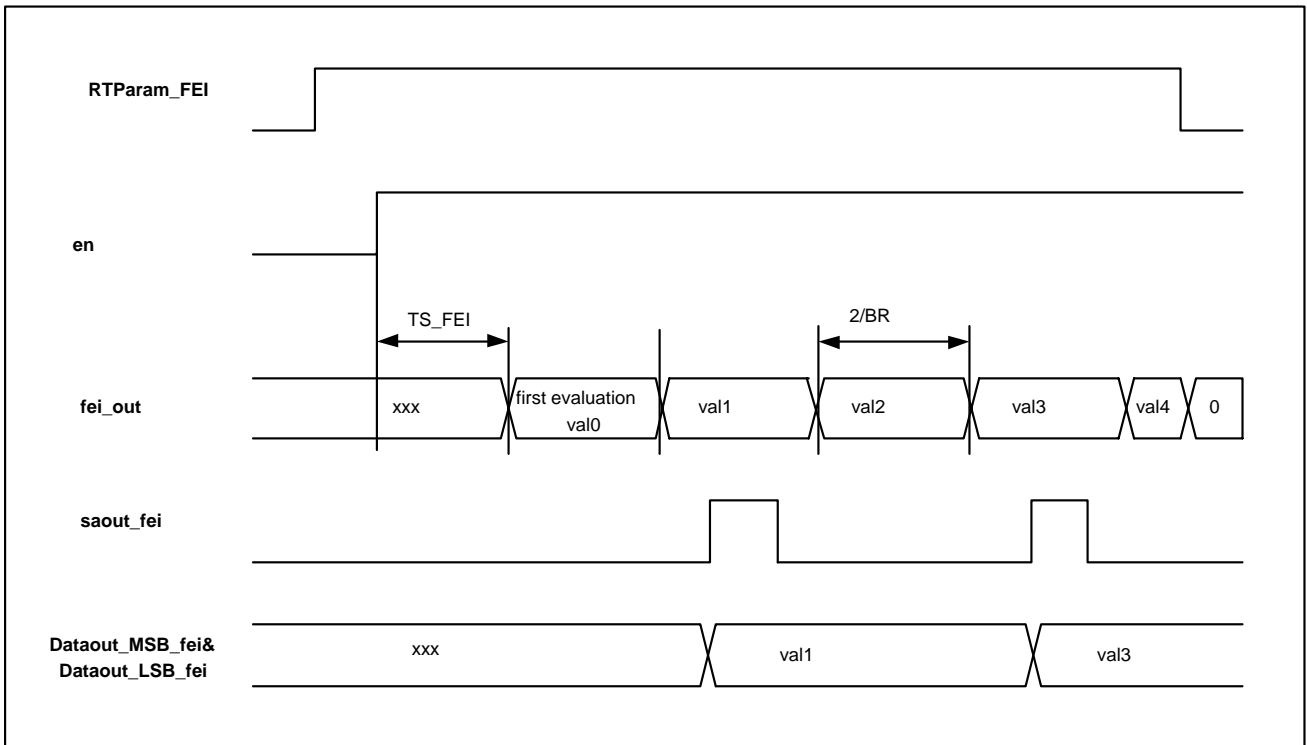 RTParam_FEI
en
TS_FEI
2/BR
fei_out
xxx
first evaluation
val0
val1
val2
val3
val4
0
saout_fei
Dataout_MSB_fei&
Dataout_LSB_fei
xxx
val1
val3